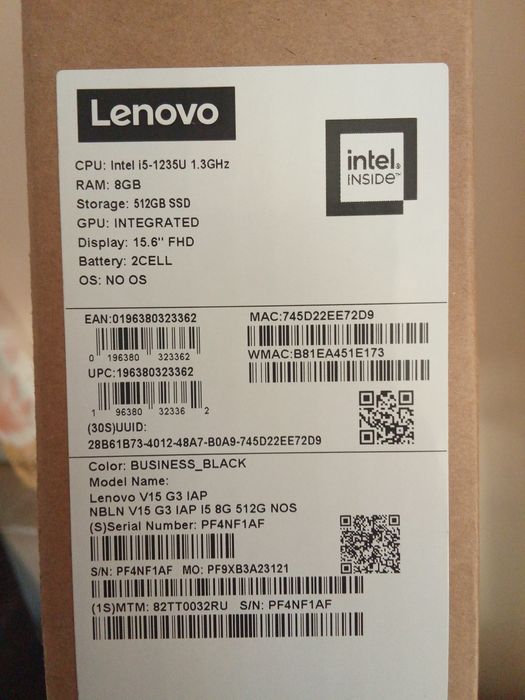 Lenovo
intel.
INSIDE™
CPU: Intel i5-1235U 1.3GHz
RAM: 8GB
Storage: 512GB SSD
GPU: INTEGRATED
Display: 15.6'' FHD
Battery: 2CELL
OS: NO OS
EAN:0196380323362
0 196380 323362
UPC:196380323362
1 96380 32336 2
MAC:745D22EE72D9
WMAC:B81EA451E173
(30S)UUID:
28B61B73-4012-48A7-B0A9-745D22EE72D9
Color: BUSINESS_BLACK
Model Name:
Lenovo V15 G3 IAP
NBLN V15 G3 IAP I5 8G 512G NOS
(S)Serial Number: PF4NF1AF
S/N: PF4NF1AF MO: PF9XB3A23121
(1S)MTM: 82TT0032RU S/N: PF4NF1AF